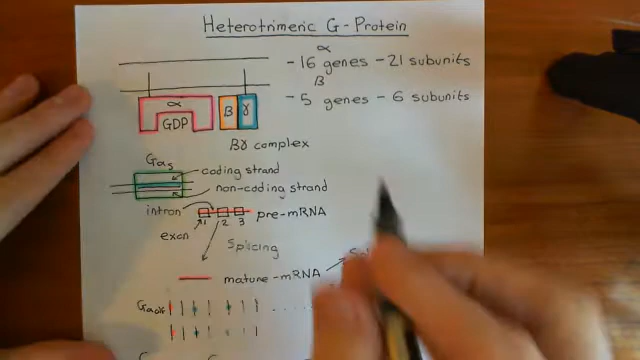 Heterotrimeric G-Protein
α
- 16 genes - 21 subunits
β
- 5 genes - 6 subunits
α
GDP
β γ
βγ complex
Gαs
coding strand
non-coding strand
intron
pre-mRNA
1 2 3
exon
Splicing
mature-mRNA
Gαolf